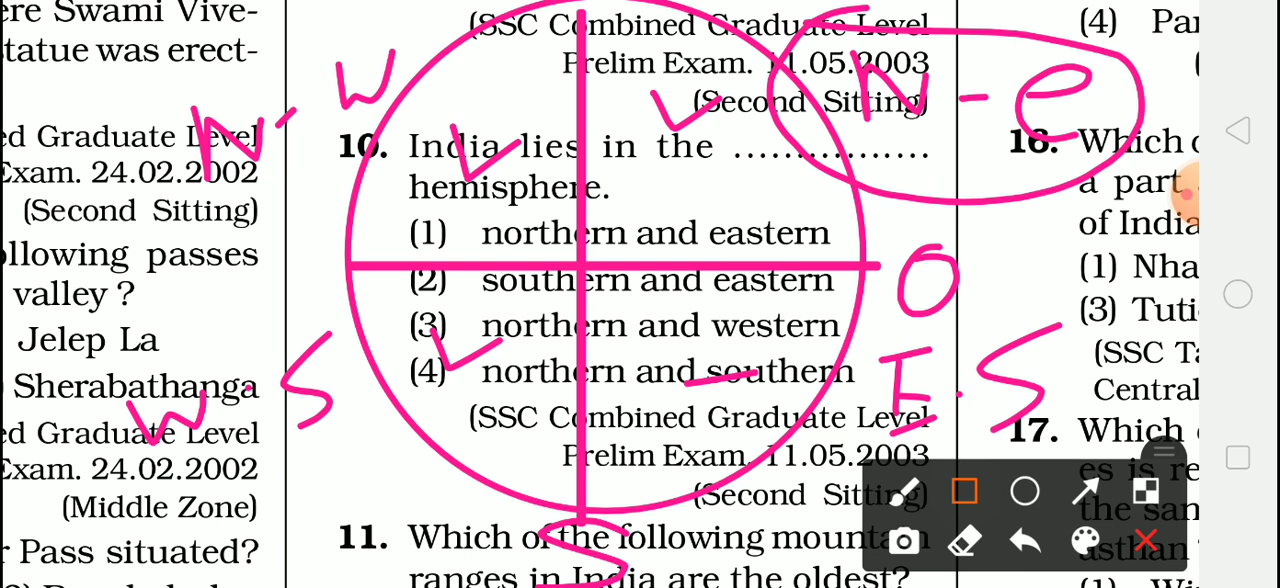 ere Swami Vive-
statue was erect-
ed Graduate Level
Exam. 24.02.2002
(Second Sitting)
ollowing passes
valley ?
Jelep La
Sherabathanga
ed Graduate Level
Exam. 24.02.2002
(Middle Zone)
r Pass situated?
N-W
W.S
(SSC Combined Graduate Level
Prelim Exam. 11.05.2003
(Second Sitting)
10. India lies in the ................
hemisphere.
(1) northern and eastern
(2) southern and eastern
(3) northern and western
(4) northern and southern
(SSC Combined Graduate Level
Prelim Exam. 11.05.2003
(Second Sitting)
11. Which of the following mountain
ranges in India are the oldest?
N-e
O
E.S
S
(4) Par
16. Which
a part
of India
(1) Nha
(3) Tuti
(SSC Ta
Central
17. Which
es is re
the san
asthan